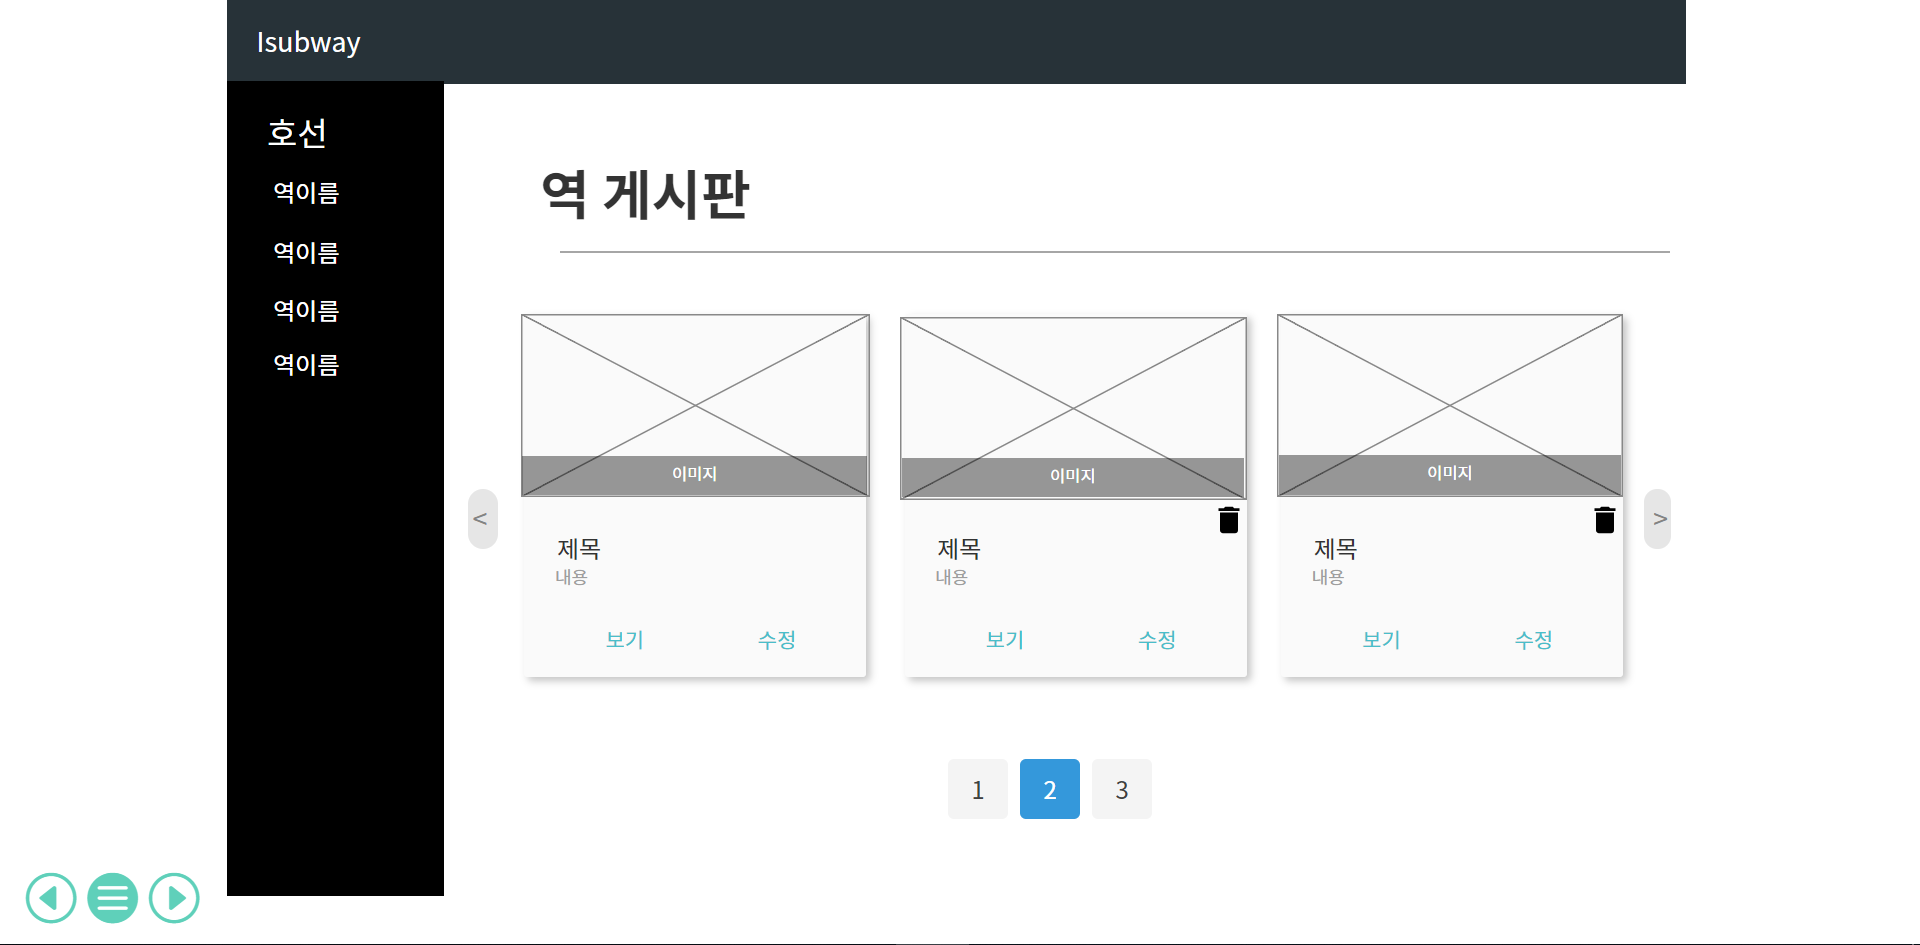 Isubway
호선
역이름
역이름
역이름
역이름
역 게시판
이미지
제목
내용
보기 수정
이미지
제목
내용
보기 수정
이미지
제목
내용
보기 수정
<
>
1 2 3